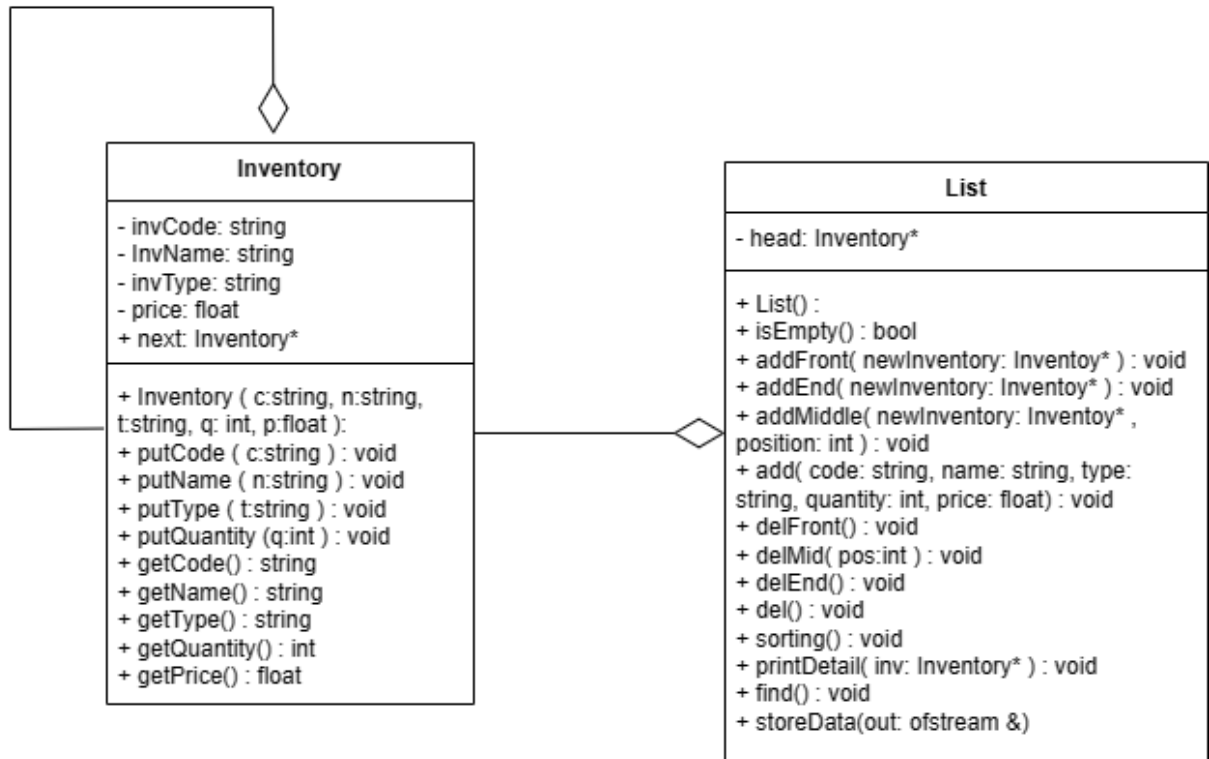 Inventory
- invCode: string
- InvName: string
- invType: string
- price: float
+ next: Inventory*
+ Inventory ( c:string, n:string,
t:string, q: int, p:float ):
+ putCode ( c:string ) : void
+ putName ( n:string ) : void
+ putType ( t:string ) : void
+ putQuantity (q:int ) : void
+ getCode() : string
+ getName() : string
+ getType() : string
+ getQuantity() : int
+ getPrice() : float
List
- head: Inventory*
+ List() :
+ isEmpty() : bool
+ addFront( newInventory: Inventoy* ) : void
+ addEnd( newInventory: Inventoy* ) : void
+ addMiddle( newInventory: Inventoy* ,
position: int ) : void
+ add( code: string, name: string, type:
string, quantity: int, price: float) : void
+ delFront() : void
+ delMid( pos:int ) : void
+ delEnd() : void
+ del() : void
+ sorting() : void
+ printDetail( inv: Inventory* ) : void
+ find() : void
+ storeData(out: ofstream &)